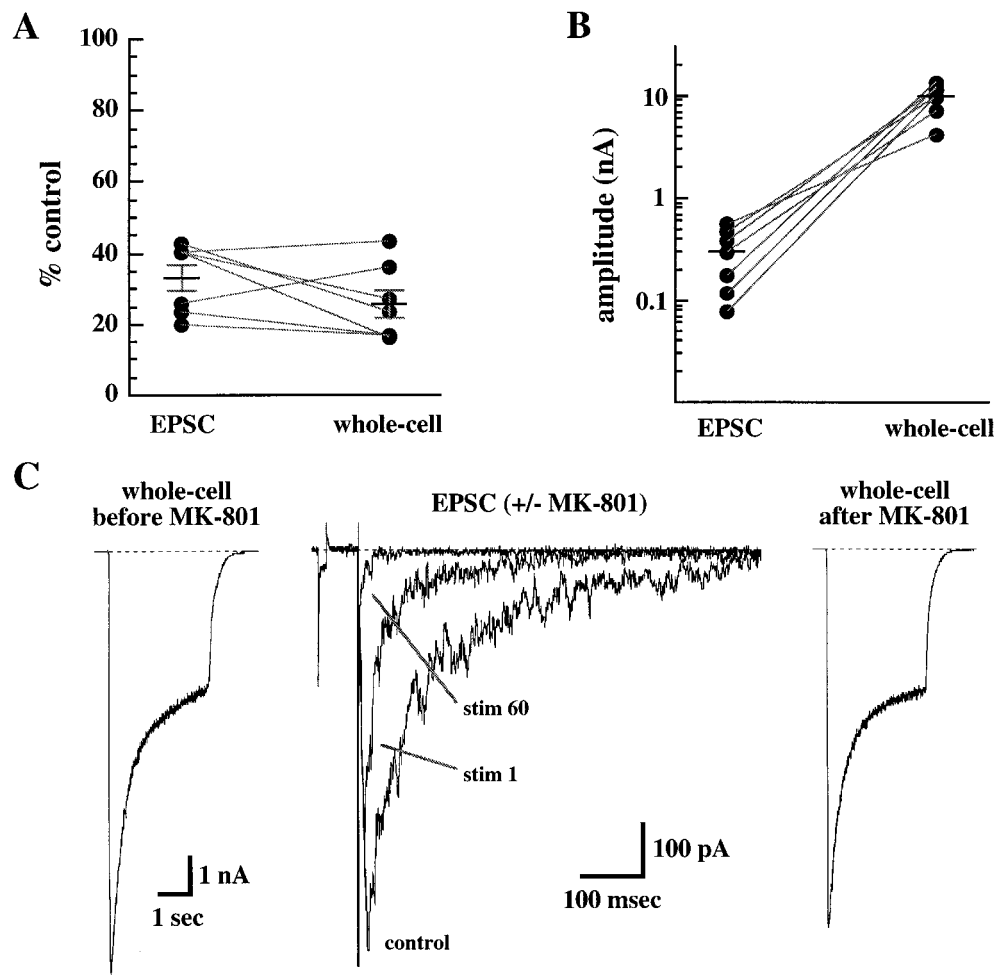 A
100
80
60
40
20
0
% control
EPSC
whole-cell
B
10
1
0.1
amplitude (nA)
EPSC
whole-cell
C
whole-cell
before MK-801
EPSC (+/- MK-801)
whole-cell
after MK-801
stim 60
stim 1
control
1 nA
1 sec
100 pA
100 msec